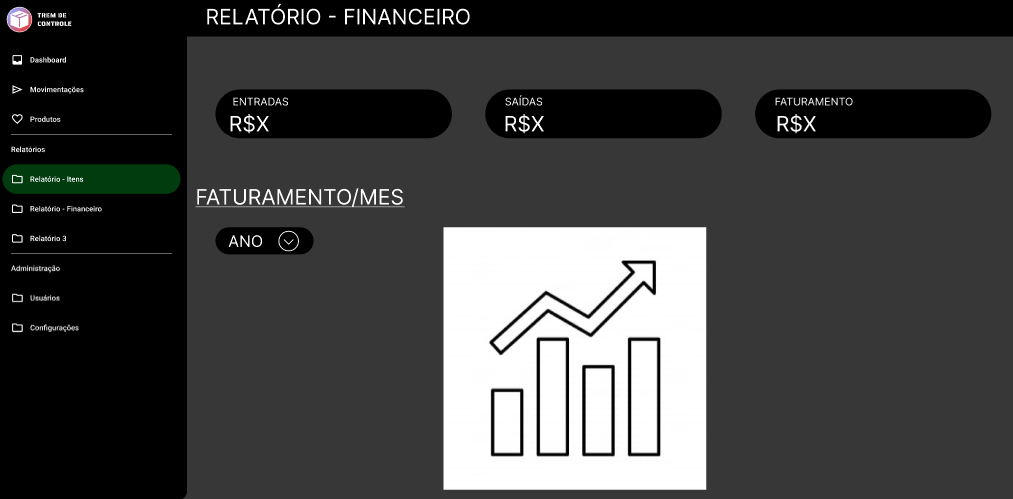 TREM DE
CONTROLE
RELATÓRIO - FINANCEIRO
Dashboard
Movimentações
Produtos
Relatórios
Relatório - Itens
Relatório - Financeiro
Relatório 3
Administração
Usuários
Configurações
ENTRADAS
R$X
SAÍDAS
R$X
FATURAMENTO
R$X
FATURAMENTO/MES
ANO